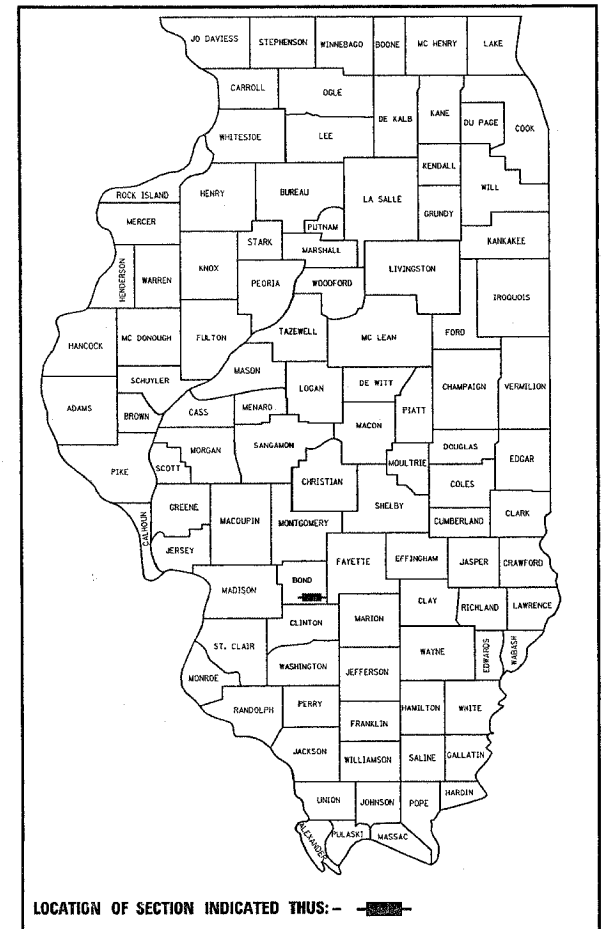 JO DAVIESS
STEPHENSON
WINNEBAGO
BOONE
MC HENRY
LAKE
CARROLL
OGLE
DE KALB
KANE
DU PAGE
COOK
WHITESIDE
LEE
KENDALL
WILL
ROCK ISLAND
HENRY
BUREAU
LA SALLE
GRUNDY
MERCER
PUTNAM
KANKAKEE
STARK
MARSHALL
HENDERSON
WARREN
KNOX
PEORIA
WOODFORD
LIVINGSTON
IROQUOIS
HANCOCK
MC DONOUGH
FULTON
TAZEWELL
MC LEAN
FORD
MASON
SCHUYLER
LOGAN
DE WITT
CHAMPAIGN
VERMILION
ADAMS
BROWN
CASS
MENARD
PIATT
MACON
MORGAN
SANGAMON
DOUGLAS
EDGAR
PIKE
SCOTT
CHRISTIAN
MOULTRIE
COLES
SHELBY
CALHOUN
GREENE
MACOUPIN
MONTGOMERY
CUMBERLAND
CLARK
JERSEY
FAYETTE
EFFINGHAM
JASPER
CRAWFORD
MADISON
BOND
CLAY
RICHLAND
LAWRENCE
CLINTON
MARION
ST. CLAIR
WAYNE
EDWARDS
WABASH
WASHINGTON
JEFFERSON
MONROE
RANDOLPH
PERRY
HAMILTON
WHITE
FRANKLIN
JACKSON
WILLIAMSON
SALINE
GALLATIN
UNION
JOHNSON
POPE
HARDIN
ALEXANDER
PULASKI
MASSAC
LOCATION OF SECTION INDICATED THUS: -